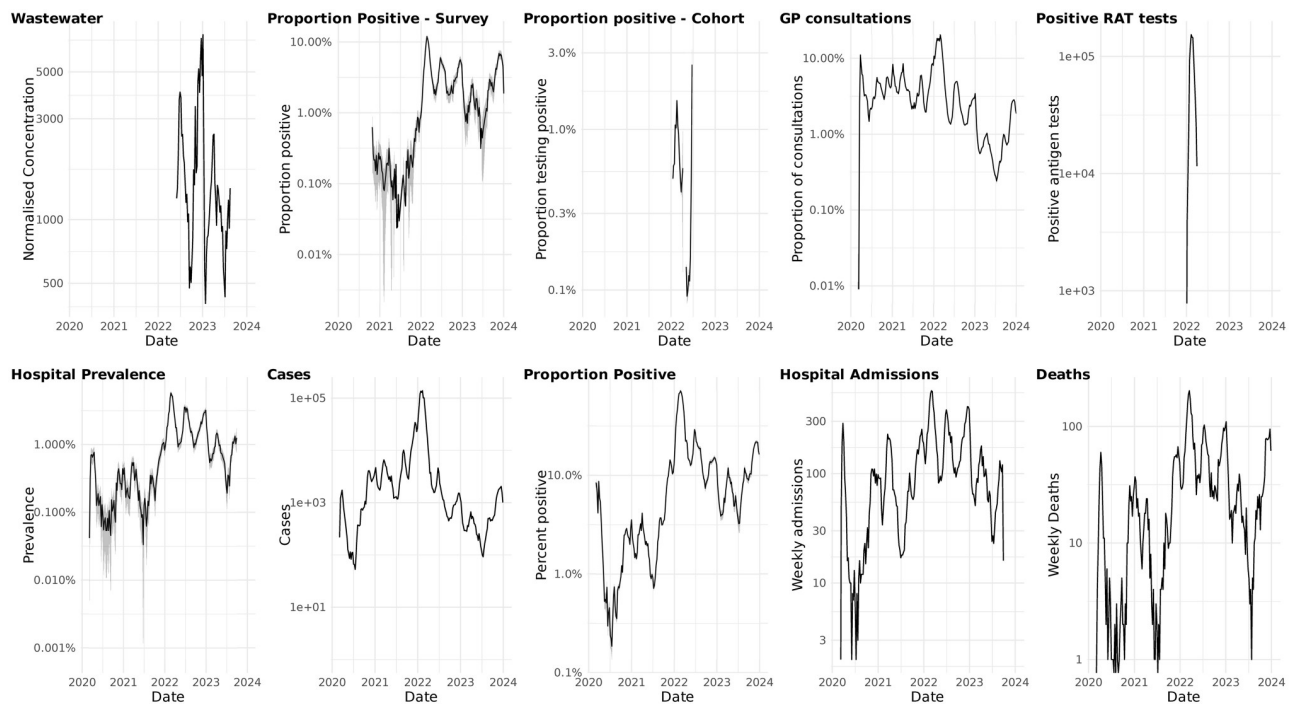 Wastewater
Normalised Concentration
5000
3000
1000
500
2020 2021 2022 2023 2024
Date
Proportion Positive - Survey
Proportion positive
10.00%
1.00%
0.10%
0.01%
2020 2021 2022 2023 2024
Date
Proportion positive - Cohort
Proportion testing positive
3.0%
1.0%
0.3%
0.1%
2020 2021 2022 2023 2024
Date
GP consultations
Proportion of consultations
10.00%
1.00%
0.10%
0.01%
2020 2021 2022 2023 2024
Date
Positive RAT tests
Positive antigen tests
1e+05
1e+04
1e+03
2020 2021 2022 2023 2024
Date
Hospital Prevalence
Prevalence
1.000%
0.100%
0.010%
0.001%
2020 2021 2022 2023 2024
Date
Cases
Cases
1e+05
1e+03
1e+01
2020 2021 2022 2023 2024
Date
Proportion Positive
Percent positive
10.0%
1.0%
0.1%
2020 2021 2022 2023 2024
Date
Hospital Admissions
Weekly admissions
300
100
30
10
3
2020 2021 2022 2023 2024
Date
Deaths
Weekly Deaths
100
10
1
2020 2021 2022 2023 2024
Date